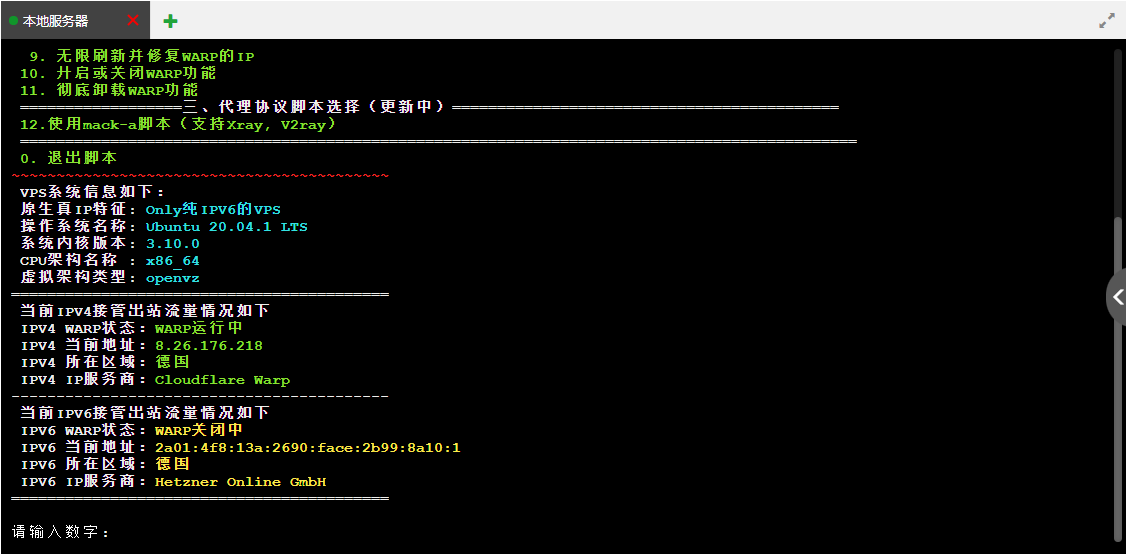 本地服务器
9. 无限刷新并修复WARP的IP
10. 开启或关闭WARP功能
11. 彻底卸载WARP功能
==================三、代理协议脚本选择（更新中）===========================================
12.使用mack-a脚本（支持Xray, V2ray）
=============================================================================================
0. 退出脚本
~~~~~~~~~~~~~~~~~~~~~~~~~~~~~~~~~~~~~~~~~~
VPS系统信息如下：
原生真IP特征：Only纯IPV6的VPS
操作系统名称：Ubuntu 20.04.1 LTS
系统内核版本：3.10.0
CPU架构名称 ：x86_64
虚拟架构类型：openvz
==========================================
当前IPV4接管出站流量情况如下
IPV4 WARP状态：WARP运行中
IPV4 当前地址：8.26.176.218
IPV4 所在区域：德国
IPV4 IP服务商：Cloudflare Warp
------------------------------------------
当前IPV6接管出站流量情况如下
IPV6 WARP状态：WARP关闭中
IPV6 当前地址：2a01:4f8:13a:2690:face:2b99:8a10:1
IPV6 所在区域：德国
IPV6 IP服务商：Hetzner Online GmbH
==========================================
请输入数字：